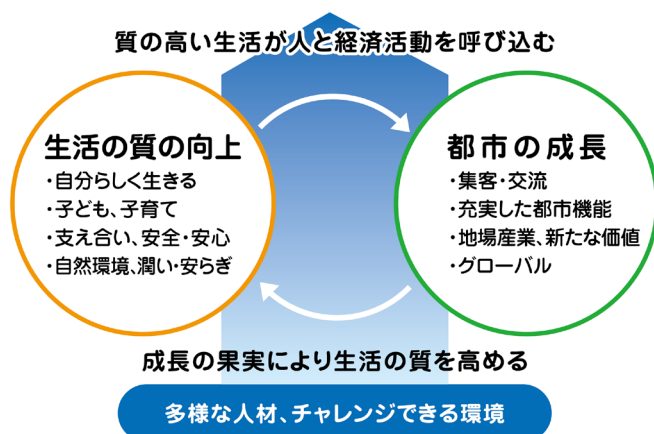 質の高い生活が人と経済活動を呼び込む
生活の質の向上
・自分らしく生きる
・子ども、子育て
・支え合い、安全・安心
・自然環境、潤い・安らぎ
都市の成長
・集客・交流
・充実した都市機能
・地場産業、新たな価値
・グローバル
成長の果実により生活の質を高める
多様な人材、チャレンジできる環境